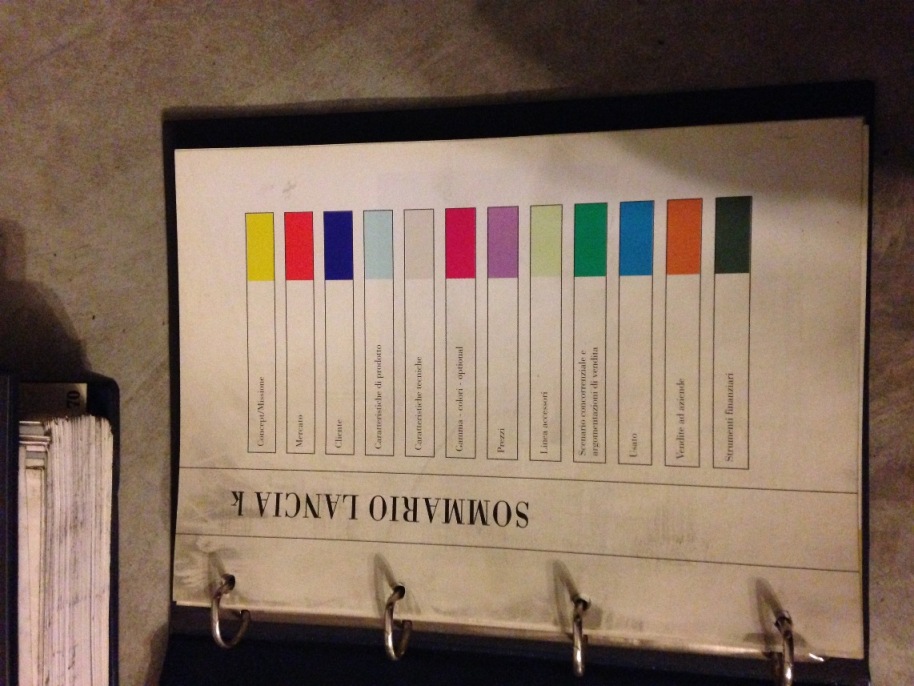 SOMMARIO LANCIA k
Concept/Missione
Mercato
Cliente
Caratteristiche di prodotto
Caratteristiche tecniche
Gamma - colori - optional
Prezzi
Linea accessori
Scenario concorrenziale e
argomentazioni di vendita
Usato
Vendite ad aziende
Strumenti finanziari
70